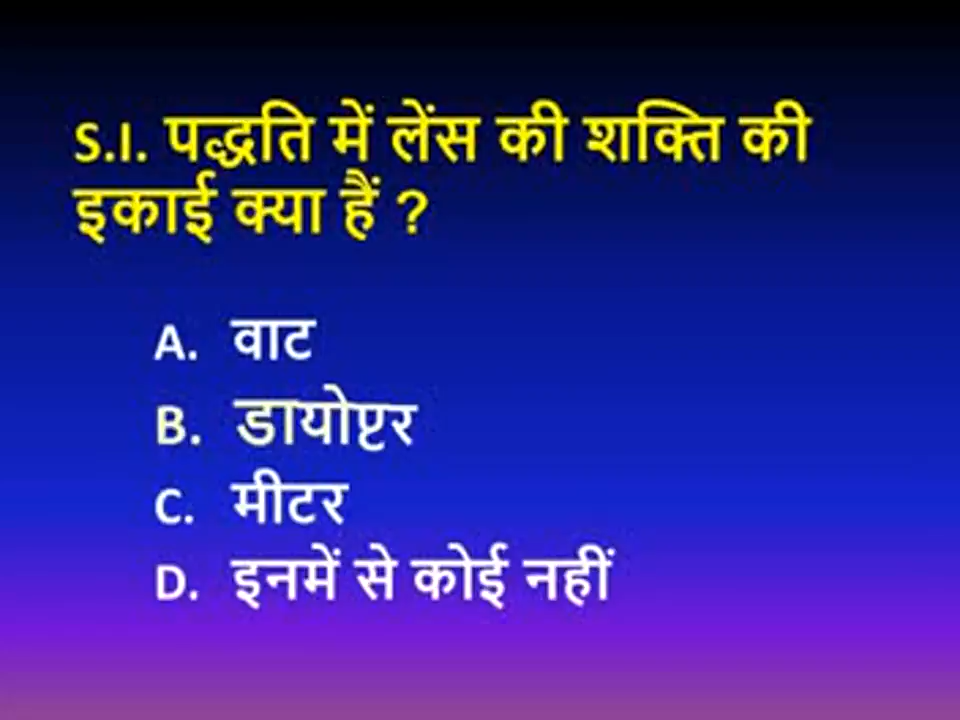 S.I. पद्धति में लेंस की शक्ति की
इकाई क्या हैं ?
A. वाट
B. डायोप्टर
C. मीटर
D. इनमें से कोई नहीं